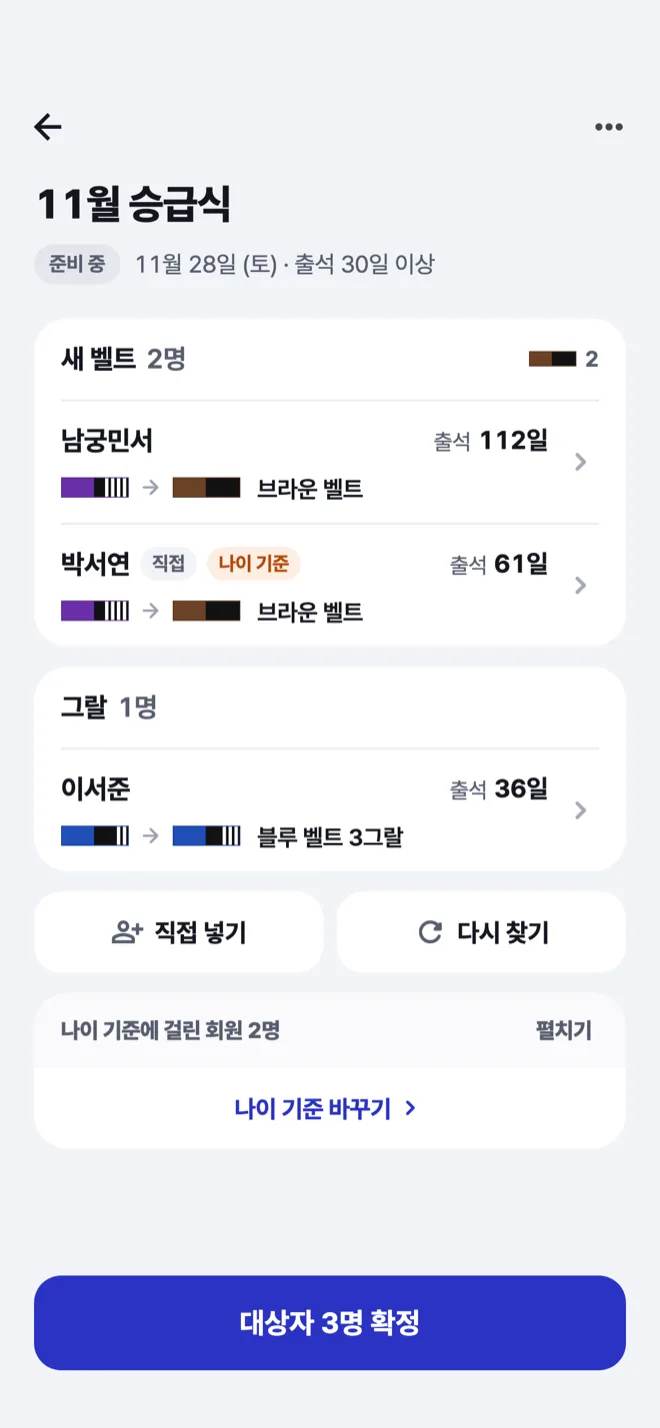 11월 승급식
준비 중 11월 28일 (토) · 출석 30일 이상
새 벨트 2명 2
남궁민서 출석 112일
브라운 벨트
박서연 직접 나이 기준 출석 61일
브라운 벨트
그랄 1명
이서준 출석 36일
블루 벨트 3그랄
직접 넣기 다시 찾기
나이 기준에 걸린 회원 2명 펼치기
나이 기준 바꾸기
대상자 3명 확정